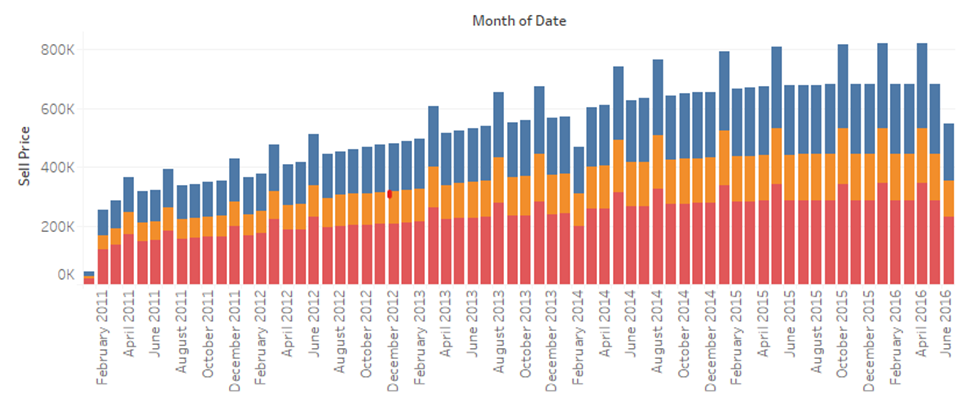 Month of Date
Sell Price
800K
600K
400K
200K
0K
February 2011
April 2011
June 2011
August 2011
October 2011
December 2011
February 2012
April 2012
June 2012
August 2012
October 2012
December 2012
February 2013
April 2013
June 2013
August 2013
October 2013
December 2013
February 2014
April 2014
June 2014
August 2014
October 2014
December 2014
February 2015
April 2015
June 2015
August 2015
October 2015
December 2015
February 2016
April 2016
June 2016